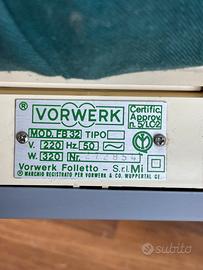 ® VORWERK
Certific.
Approv.
n. 5/LO2
MOD. FB32 TIPO
V. 220 Hz. 50
W. 320 Nr.
Vorwerk Folletto - S.r.l. Mi
® MARCHIO REGISTRATO PER VORWERK & CO. WUPPERTAL GE.
subito